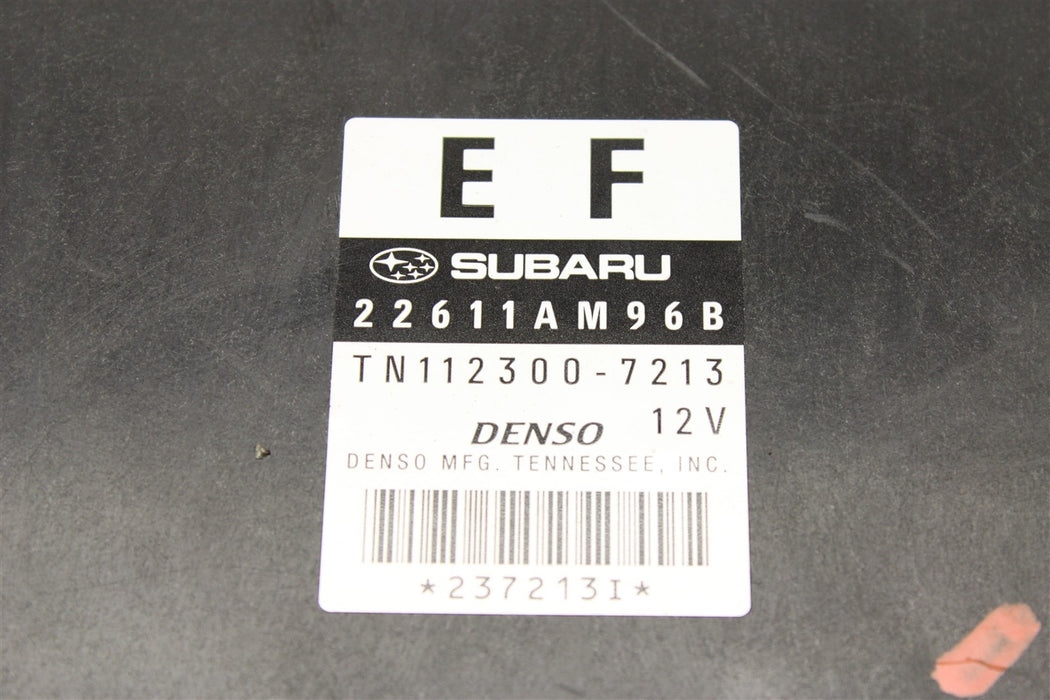 E F
SUBARU
22611AM96B
TN112300-7213
DENSO 12V
DENSO MFG. TENNESSEE, INC.
*237213I*